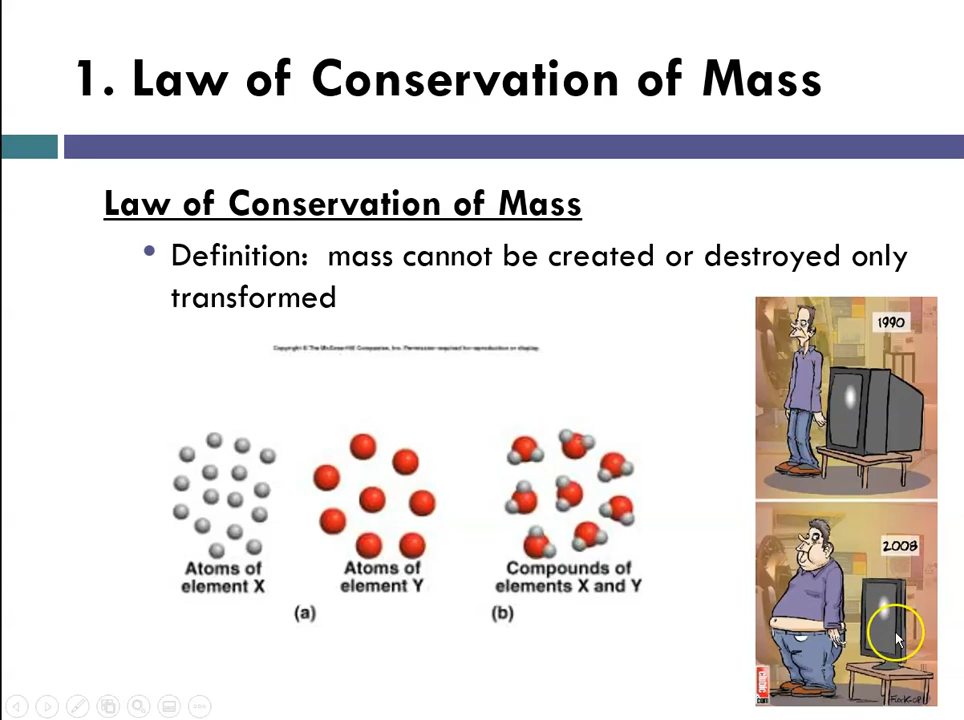 1. Law of Conservation of Mass
Law of Conservation of Mass
Definition: mass cannot be created or destroyed only
transformed
Copyright © The McGraw-Hill Companies, Inc. Permission required for reproduction or display.
1990
Atoms of
element X
Atoms of
element Y
Compounds of
elements X and Y
(a)
(b)
2008